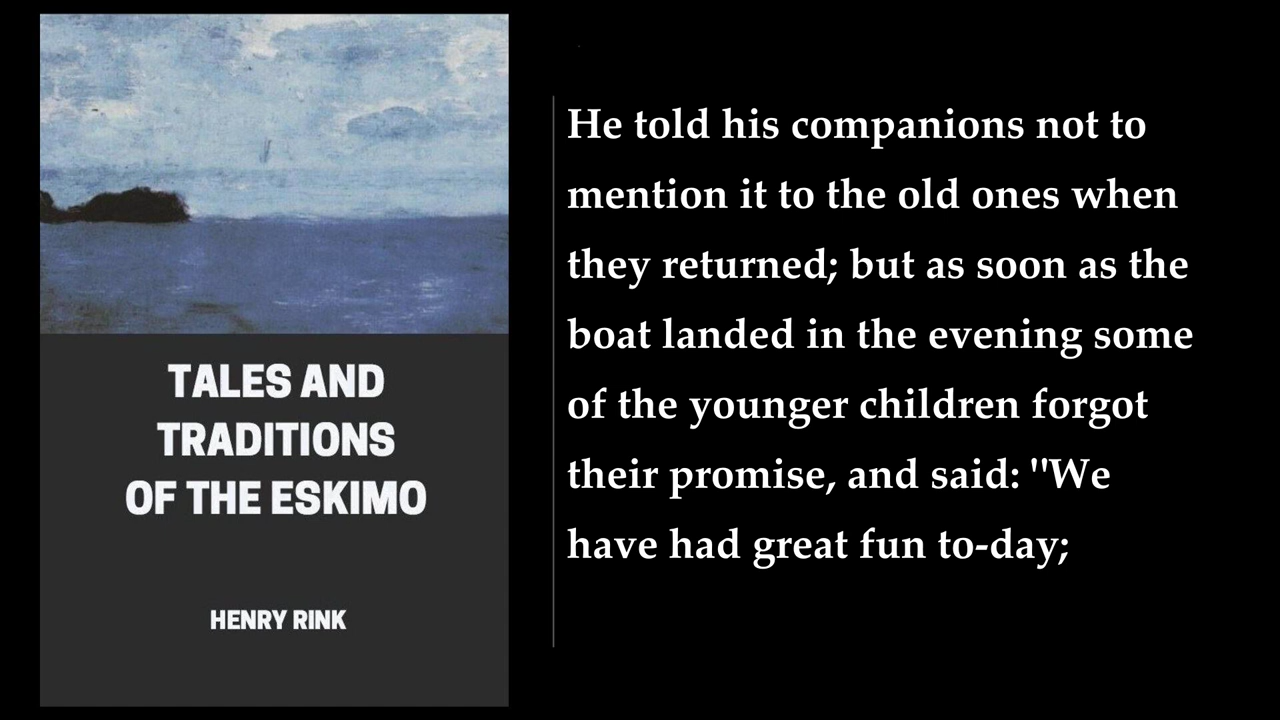 TALES AND
TRADITIONS
OF THE ESKIMO
HENRY RINK
He told his companions not to
mention it to the old ones when
they returned; but as soon as the
boat landed in the evening some
of the younger children forgot
their promise, and said: "We
have had great fun to-day;